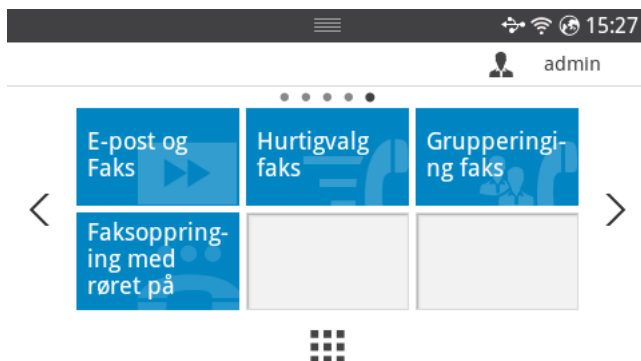 15:27
admin
E-post og
Faks
Hurtigvalg
faks
Grupperingi-
ng faks
Faksoppring-
ing med
røret på